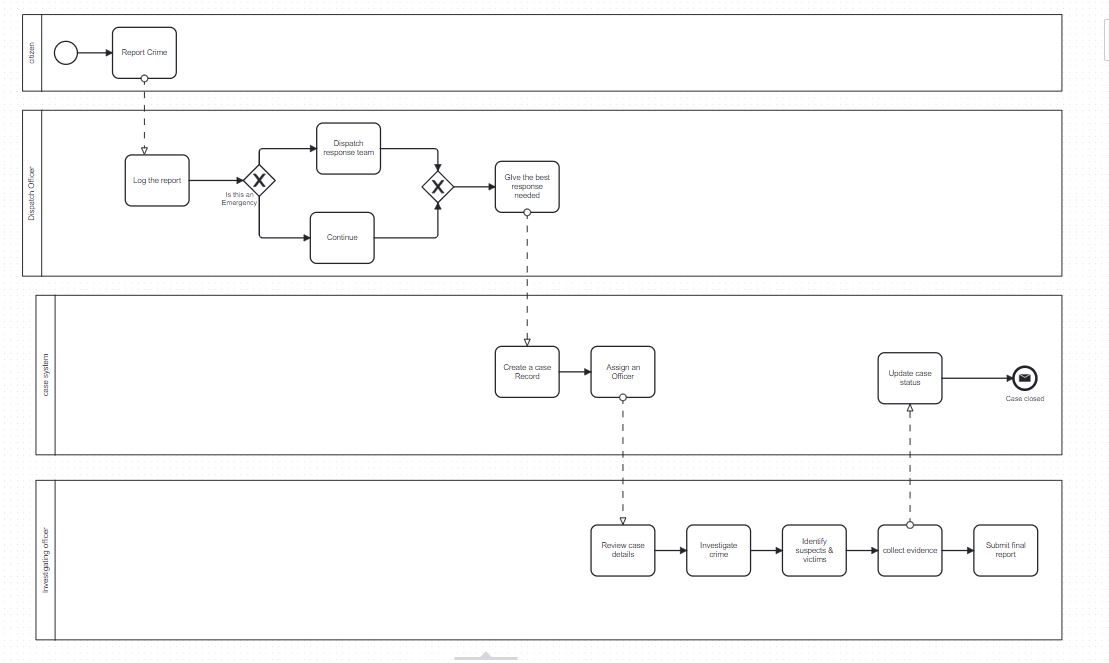 citizen
Report Crime
Dispatch Officer
Log the report
Is this an
Emergency
Dispatch
response team
Continue
GIve the best
response
needed
case system
Create a case
Record
Assign an
Officer
Update case
status
Case closed
Investigating officer
Review case
details
Investigate
crime
Identify
suspects &
victims
collect evidence
Submit final
report